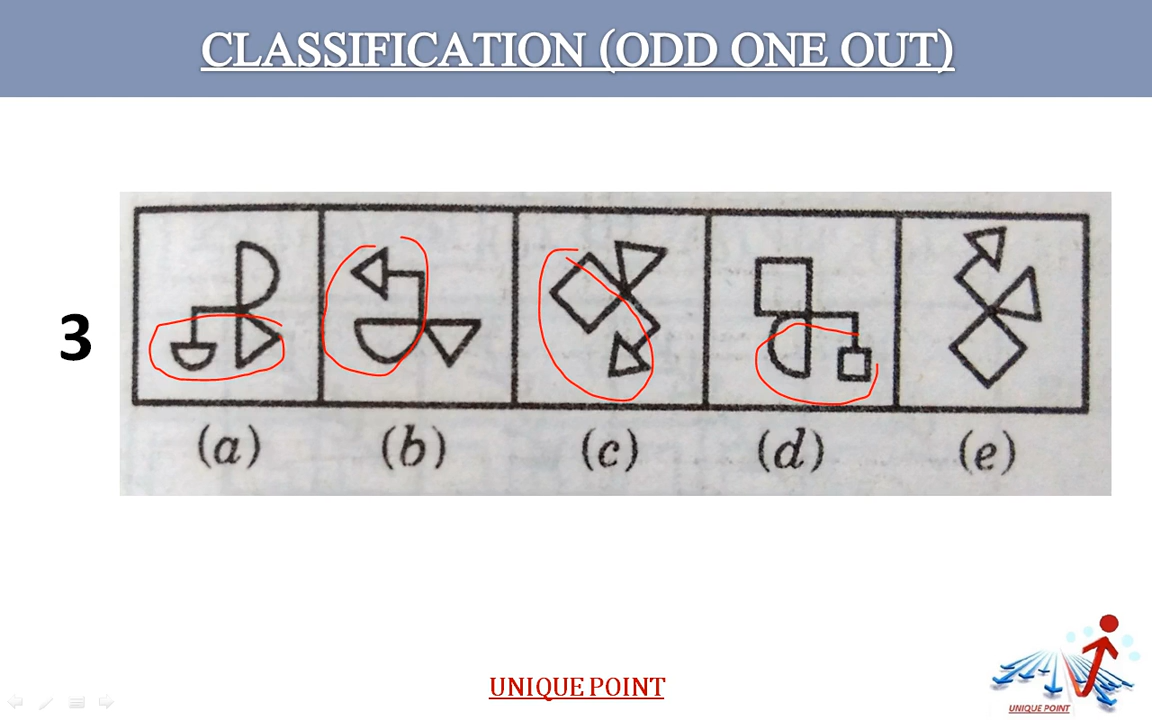 CLASSIFICATION (ODD ONE OUT)
3
(a) (b) (c) (d) (e)
UNIQUE POINT
UNIQUE POINT